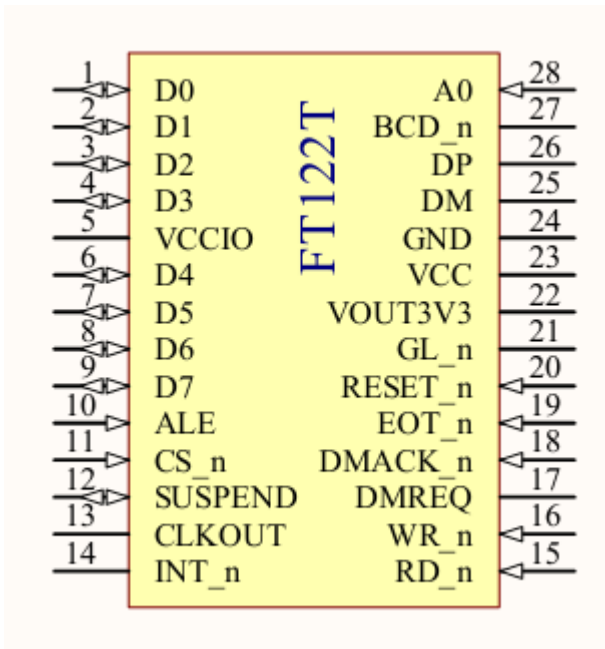 1 D0 A0 28
2 D1 BCD_n 27
3 D2 DP 26
4 D3 DM 25
5 VCCIO GND 24
6 D4 VCC 23
7 D5 VOUT3V3 22
8 D6 GL_n 21
9 D7 RESET_n 20
10 ALE EOT_n 19
11 CS_n DMACK_n 18
12 SUSPEND DMREQ 17
13 CLKOUT WR_n 16
14 INT_n RD_n 15
FT122T